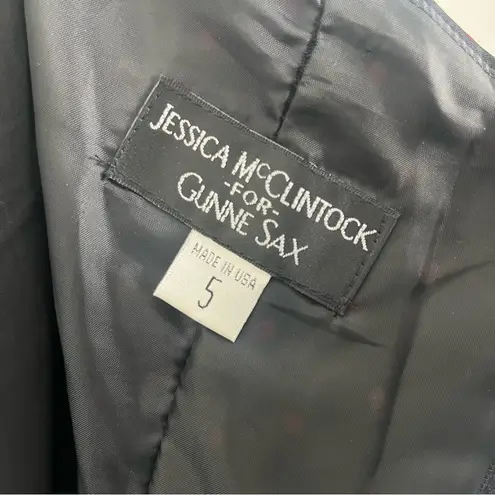 JESSICA MCCLINTOCK
-FOR-
GUNNE SAX
MADE IN USA
5